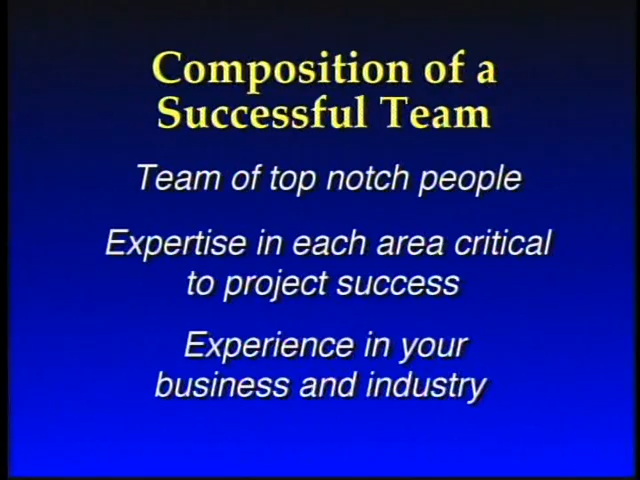 Composition of a
Successful Team
Team of top notch people
Expertise in each area critical
to project success
Experience in your
business and industry